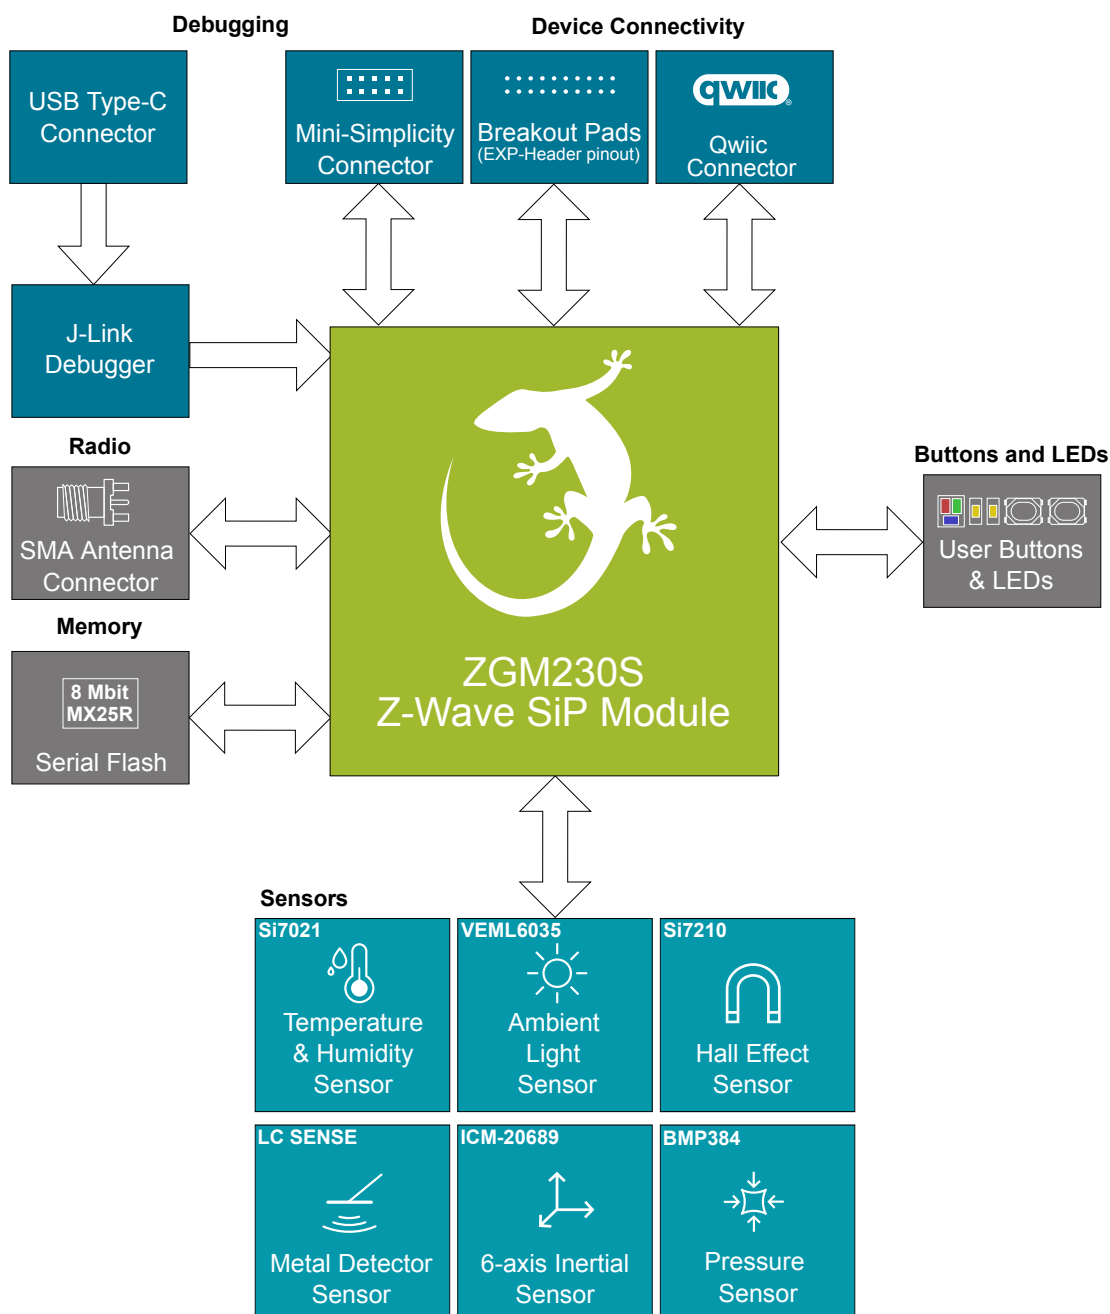 Debugging
Device Connectivity
USB Type-C
Connector
Mini-Simplicity
Connector
Breakout Pads
(EXP-Header pinout)
qwiic
®
Qwiic
Connector
J-Link
Debugger
Radio
SMA Antenna
Connector
Memory
8 Mbit
MX25R
Serial Flash
ZGM230S
Z-Wave SiP Module
Buttons and LEDs
User Buttons
& LEDs
Sensors
Si7021
Temperature
& Humidity
Sensor
VEML6035
Ambient
Light
Sensor
Si7210
Hall Effect
Sensor
LC SENSE
Metal Detector
Sensor
ICM-20689
6-axis Inertial
Sensor
BMP384
Pressure
Sensor